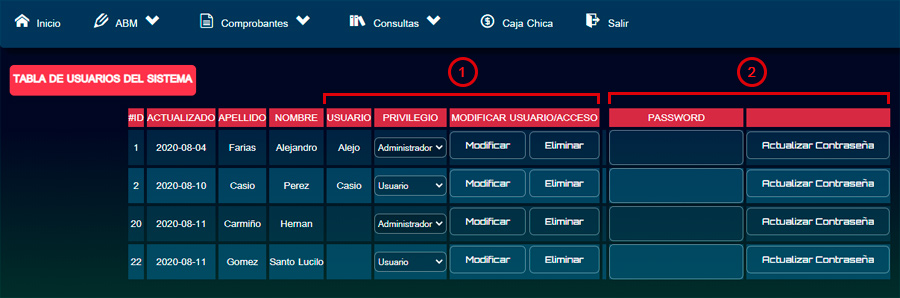 Inicio ABM Comprobantes Consultas Caja Chica Salir
TABLA DE USUARIOS DEL SISTEMA
1 2
#ID ACTUALIZADO APELLIDO NOMBRE USUARIO PRIVILEGIO MODIFICAR USUARIO/ACCESO PASSWORD
1 2020-08-04 Farias Alejandro Alejo Administrador Modificar Eliminar Actualizar Contraseña
2 2020-08-10 Casio Perez Casio Usuario Modificar Eliminar Actualizar Contraseña
20 2020-08-11 Carmiño Hernan Administrador Modificar Eliminar Actualizar Contraseña
22 2020-08-11 Gomez Santo Lucilo Usuario Modificar Eliminar Actualizar Contraseña